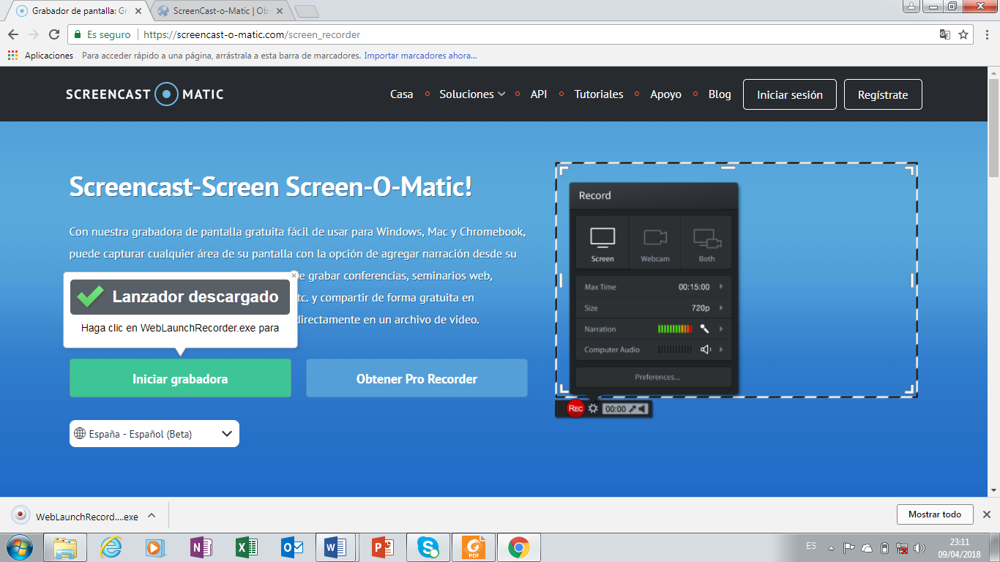 Grabador de pantalla: Gr
ScreenCast-o-Matic | Ob
Es seguro
https://screencast-o-matic.com/screen_recorder
Aplicaciones
Para acceder rápido a una página, arrástrala a esta barra de marcadores. Importar marcadores ahora...
SCREENCAST MATIC
Casa
Soluciones
API
Tutoriales
Apoyo
Blog
Iniciar sesión
Regístrate
Screencast-Screen Screen-O-Matic!
Con nuestra grabadora de pantalla gratuita fácil de usar para Windows, Mac y Chromebook,
puede capturar cualquier área de su pantalla con la opción de agregar narración desde su
e grabar conferencias, seminarios web,
tc. y compartir de forma gratuita en
directamente en un archivo de video.
Lanzador descargado
Haga clic en WebLaunchRecorder.exe para
Iniciar grabadora
Obtener Pro Recorder
España - Español (Beta)
Record
Screen
Webcam
Both
Max Time 00:15:00
Size 720p
Narration
Computer Audio
Preferences...
REC
00:00
WebLaunchRecord....exe
Mostrar todo
PDF
ES
23:11
09/04/2018